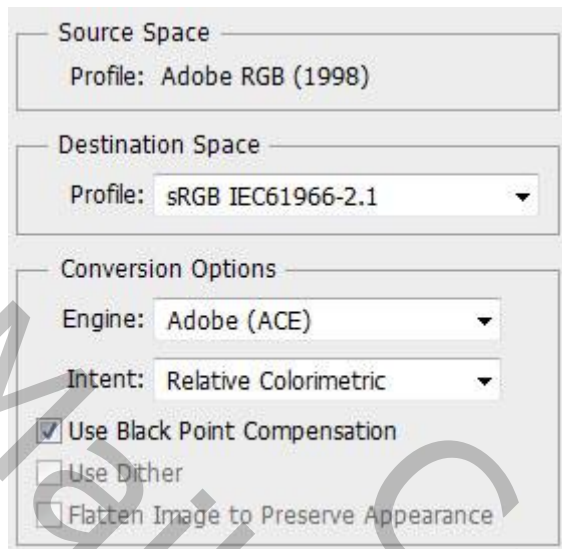 Source Space
Profile: Adobe RGB (1998)
Destination Space
Profile: sRGB IEC61966-2.1
Conversion Options
Engine: Adobe (ACE)
Intent: Relative Colorimetric
Use Black Point Compensation
Use Dither
Flatten Image to Preserve Appearance